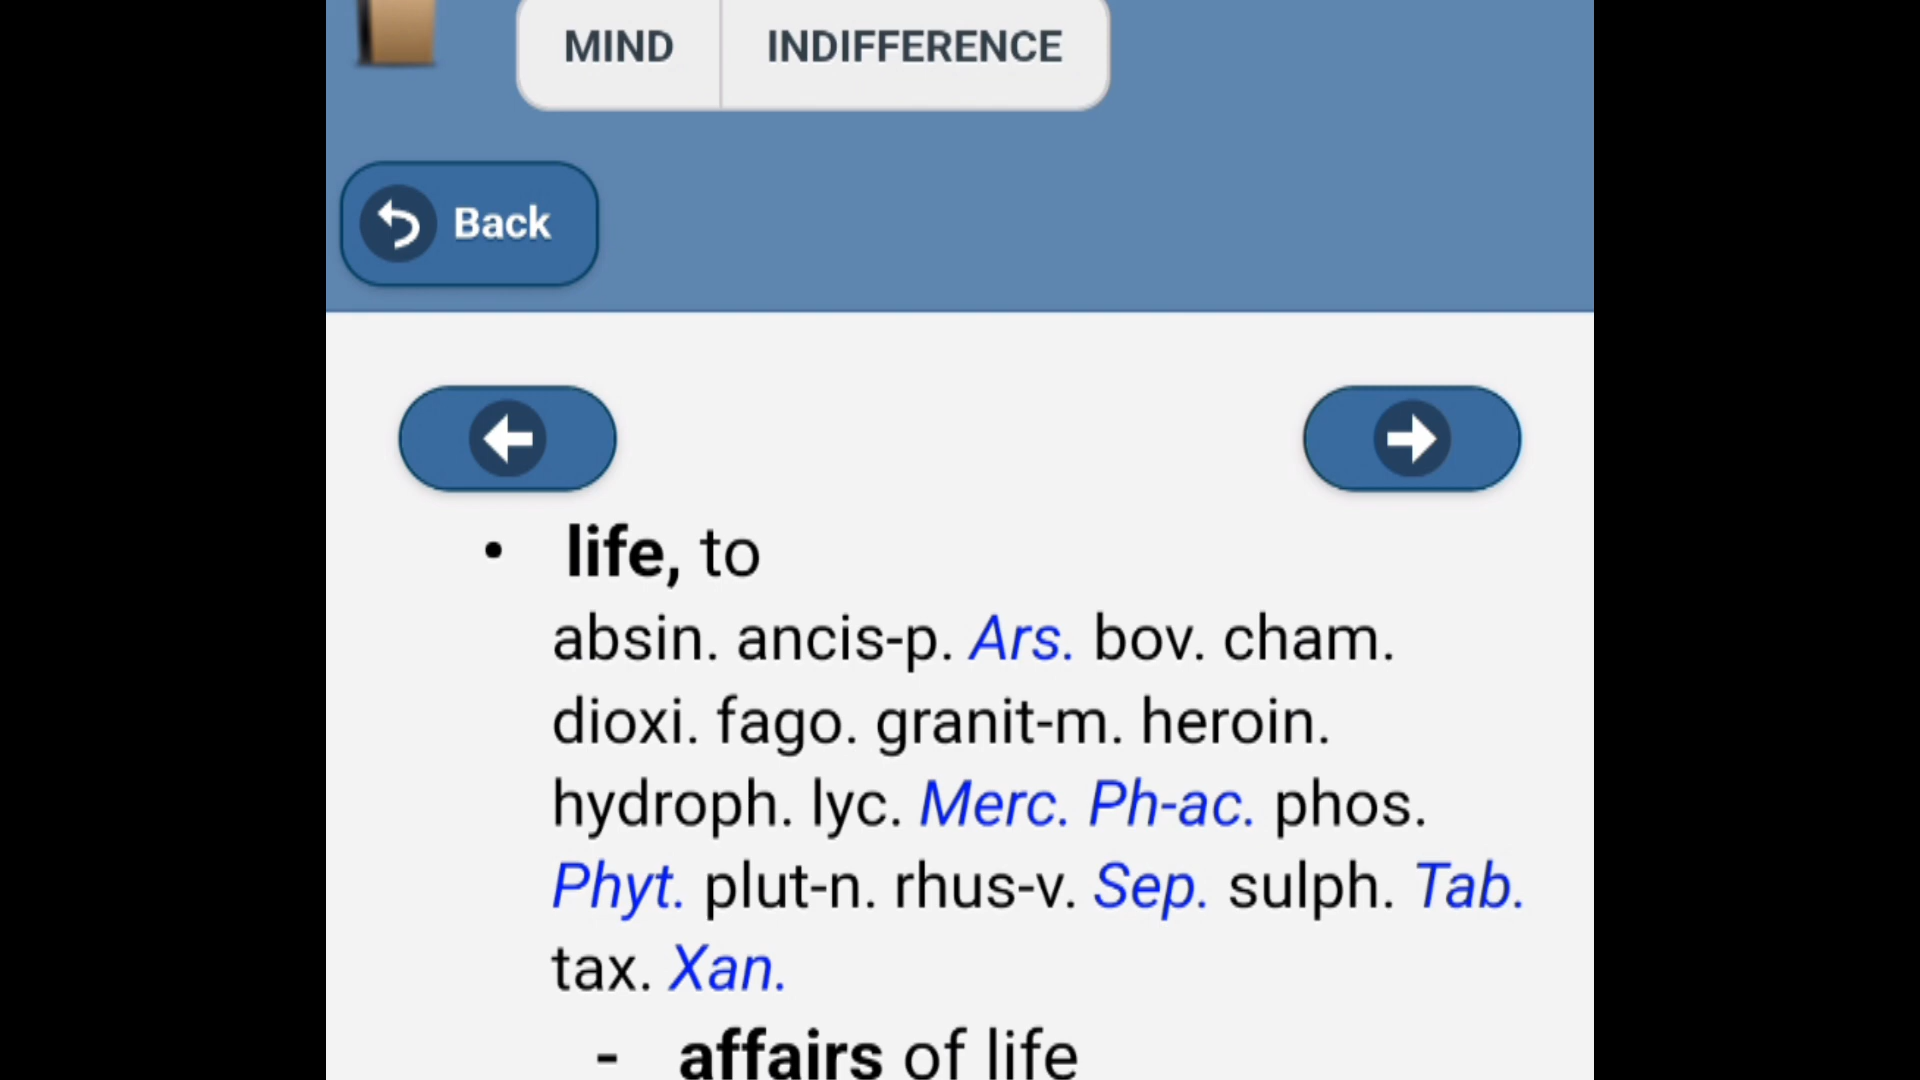 MIND INDIFFERENCE
Back
• life, to
absin. ancis-p. Ars. bov. cham.
dioxi. fago. granit-m. heroin.
hydroph. lyc. Merc. Ph-ac. phos.
Phyt. plut-n. rhus-v. Sep. sulph. Tab.
tax. Xan.
- affairs of life